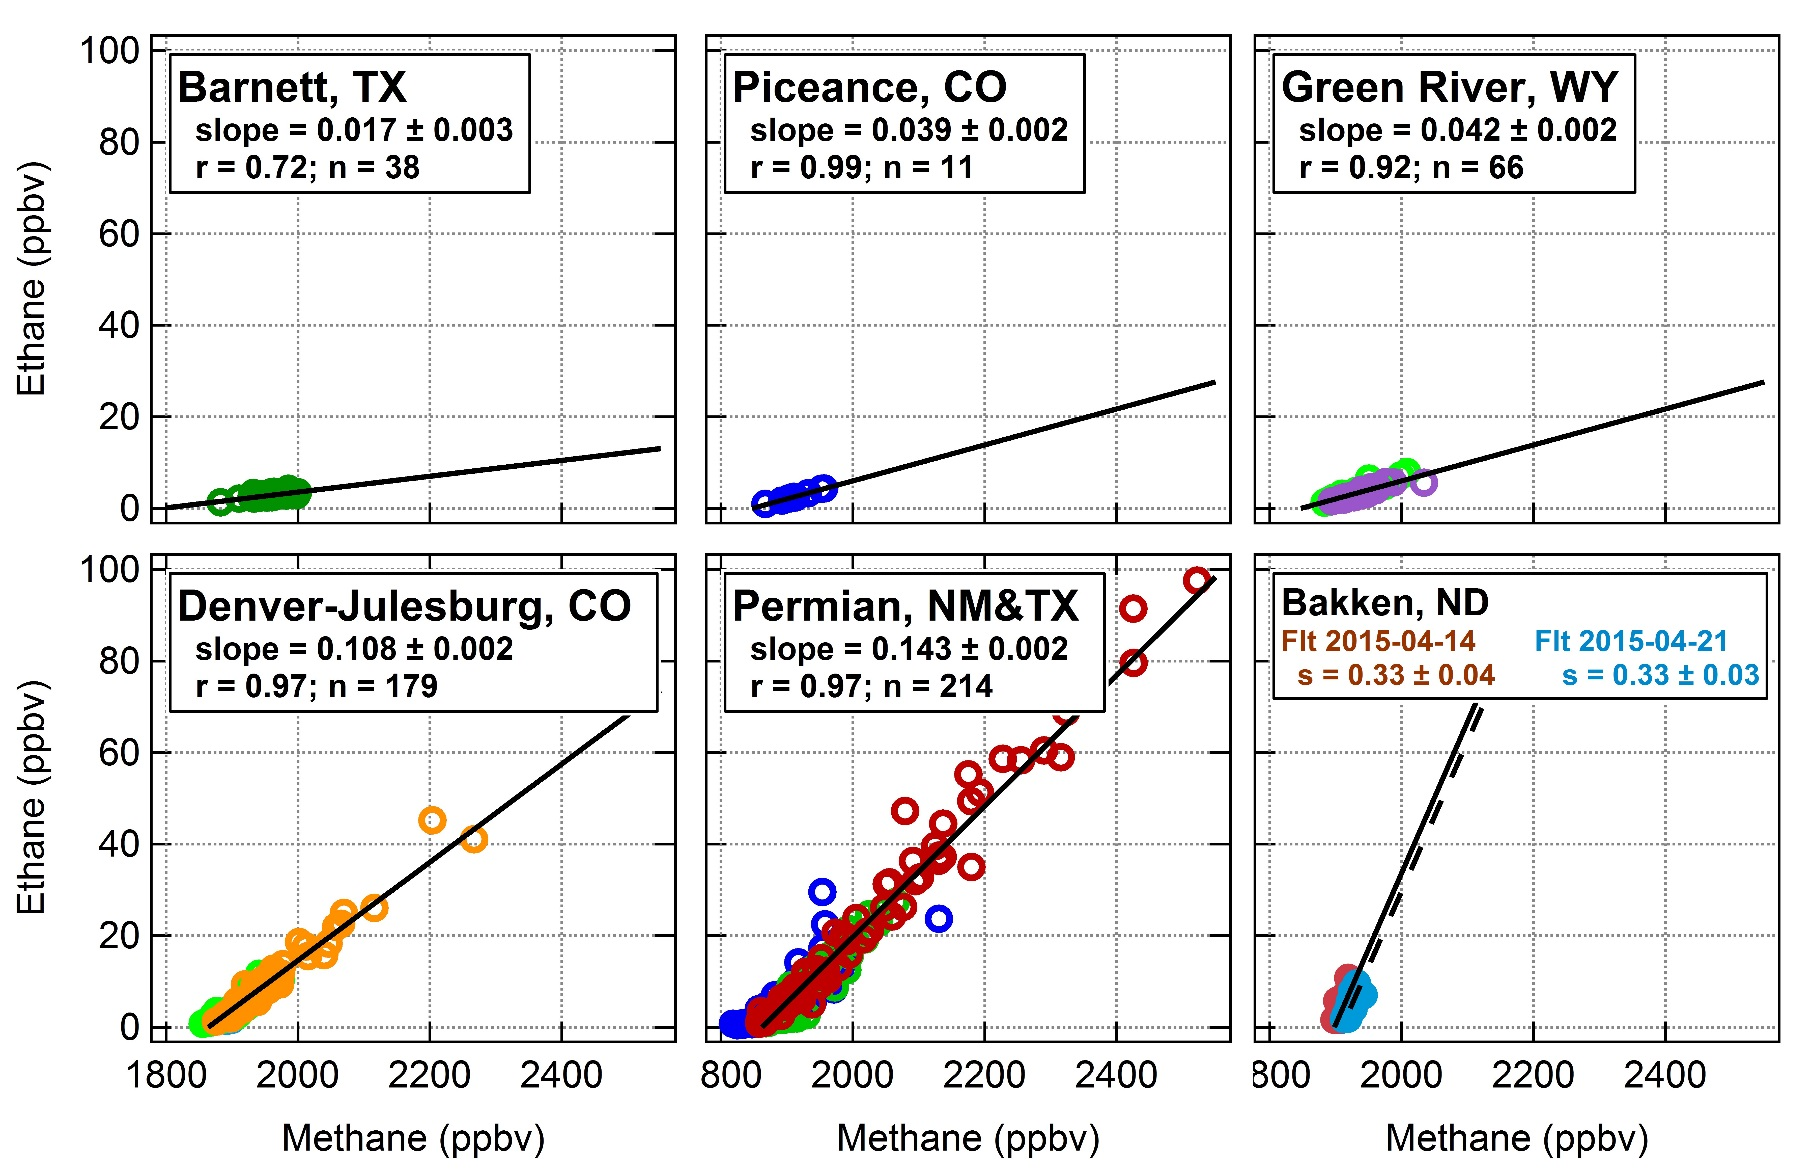 100
80
60
40
20
0
Ethane (ppbv)
Barnett, TX
slope = 0.017 ± 0.003
r = 0.72; n = 38
Piceance, CO
slope = 0.039 ± 0.002
r = 0.99; n = 11
Green River, WY
slope = 0.042 ± 0.002
r = 0.92; n = 66
100
80
60
40
20
0
Ethane (ppbv)
Denver-Julesburg, CO
slope = 0.108 ± 0.002
r = 0.97; n = 179
1800 2000 2200 2400
Methane (ppbv)
Permian, NM&TX
slope = 0.143 ± 0.002
r = 0.97; n = 214
800 2000 2200 2400
Methane (ppbv)
Bakken, ND
Flt 2015-04-14 Flt 2015-04-21
s = 0.33 ± 0.04 s = 0.33 ± 0.03
800 2000 2200 2400
Methane (ppbv)